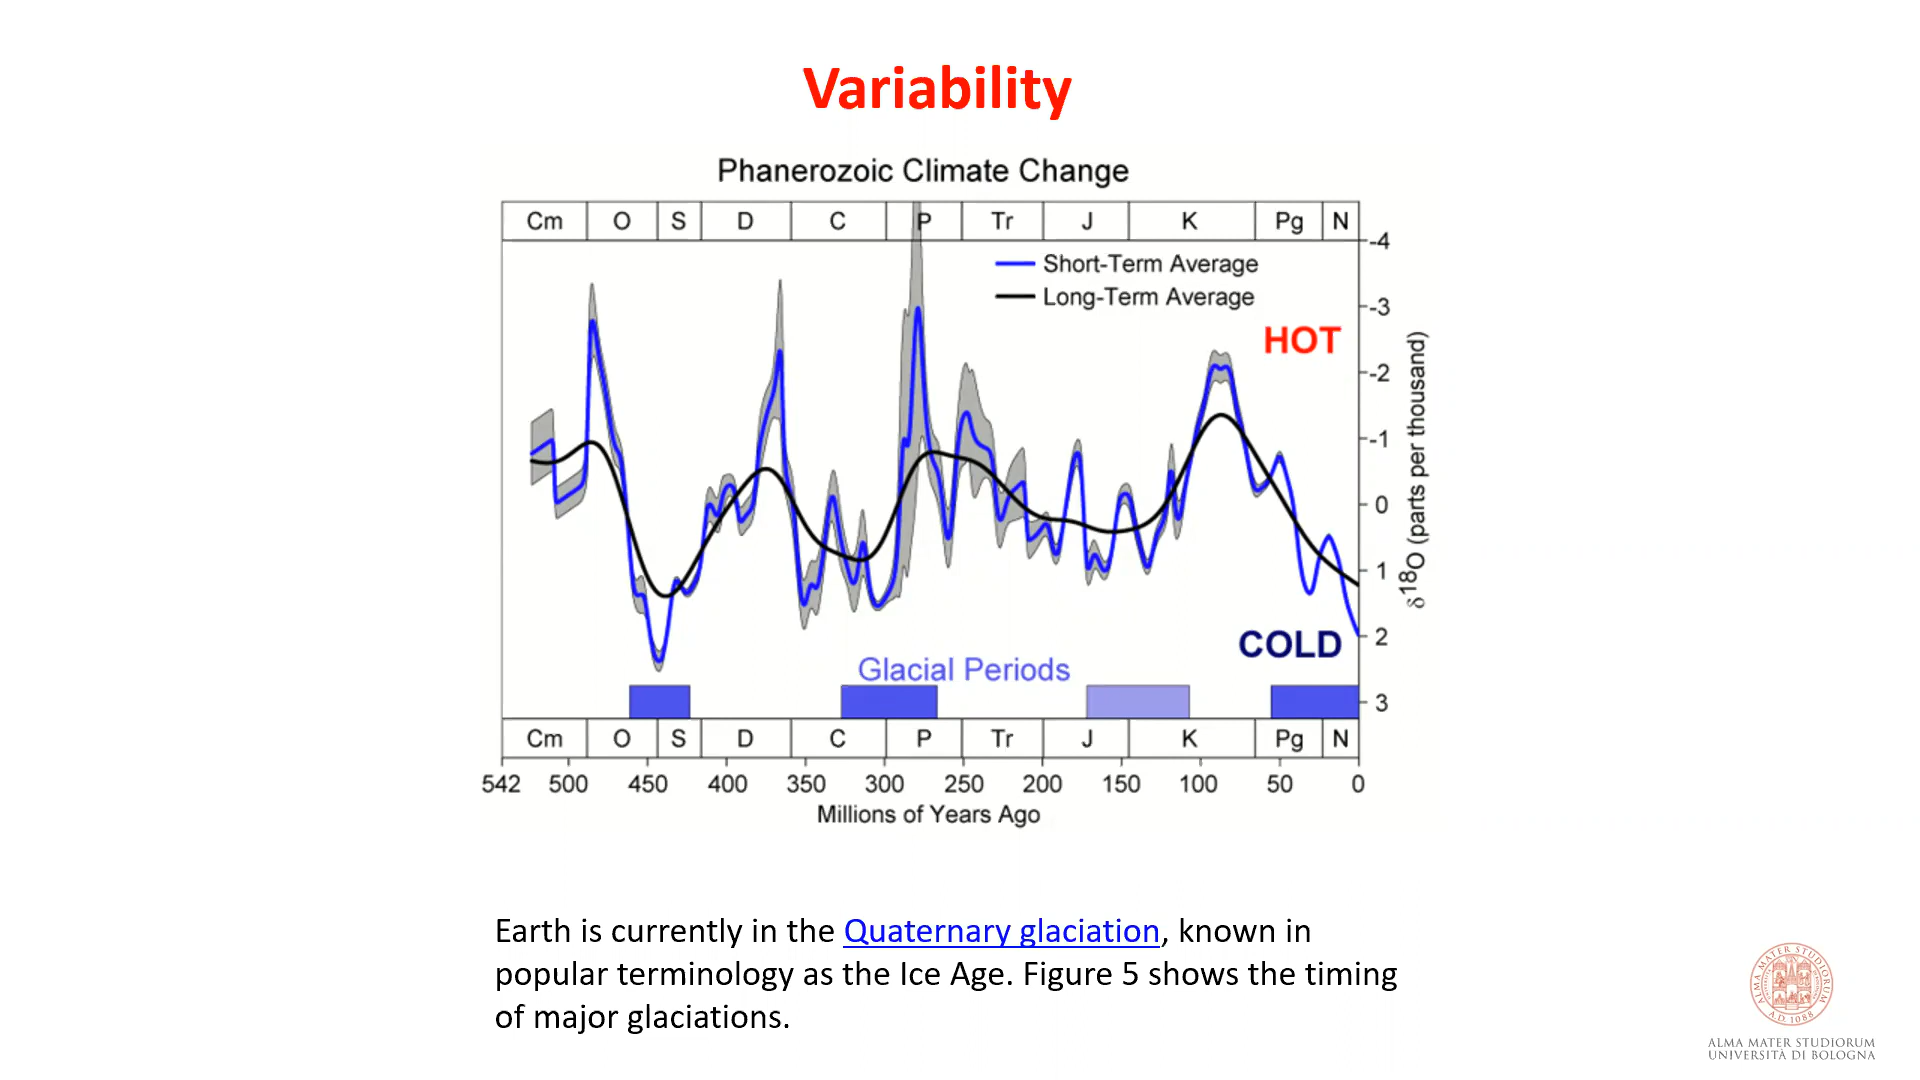 Variability
Phanerozoic Climate Change
Cm O S D C P Tr J K Pg N
-4
Short-Term Average
Long-Term Average
-3
HOT
-2
-1
0
1
COLD
2
3
δ18O (parts per thousand)
Glacial Periods
Cm O S D C P Tr J K Pg N
542 500 450 400 350 300 250 200 150 100 50 0
Millions of Years Ago
Earth is currently in the Quaternary glaciation, known in
popular terminology as the Ice Age. Figure 5 shows the timing
of major glaciations.
ALMA MATER STUDIORUM
A.D. 1088
ALMA MATER STUDIORUM
UNIVERSITÀ DI BOLOGNA